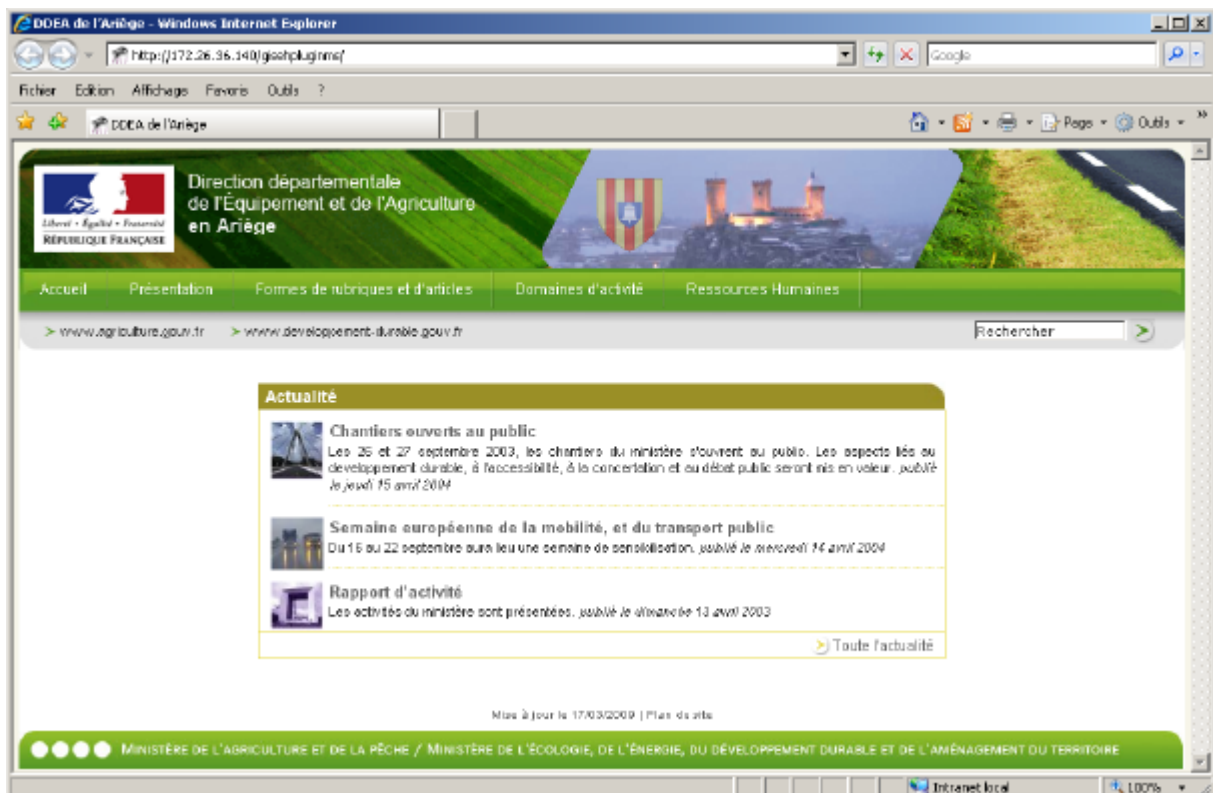 DDEA de l'Ariège - Windows Internet Explorer
http://172.26.36.140/gisehpluginms/
Google
Fichier Edition Affichage Favoris Outils ?
DDEA de l'Ariège
Page Outils
Direction départementale
de l'Équipement et de l'Agriculture
en Ariège
Liberté • Égalité • Fraternité
RÉPUBLIQUE FRANÇAISE
Accueil Présentation Formes de rubriques et d'articles Domaines d'activité Ressources Humaines
> www.agriculture.gouv.fr > www.developpement-durable.gouv.fr Rechercher
Actualité
Chantiers ouverts au public
Les 26 et 27 septembre 2003, les chantiers du ministère s'ouvrent au public. Les aspects liés au
developpement durable, à l'accessibilité, à la concertation et au débat public seront mis en valeur. publié
le jeudi 15 avril 2004
Semaine européenne de la mobilité, et du transport public
Du 16 au 22 septembre aura lieu une semaine de sensibilisation. publié le mercredi 14 avril 2004
Rapport d'activité
Les activités du ministère sont présentées. publié le dimanche 13 avril 2003
Toute l'actualité
Mise à jour le 17/03/2009 | Plan de site
MINISTÈRE DE L'AGRICULTURE ET DE LA PÊCHE / MINISTÈRE DE L'ÉCOLOGIE, DE L'ÉNERGIE, DU DÉVELOPPEMENT DURABLE ET DE L'AMÉNAGEMENT DU TERRITOIRE
Intranet local 100%